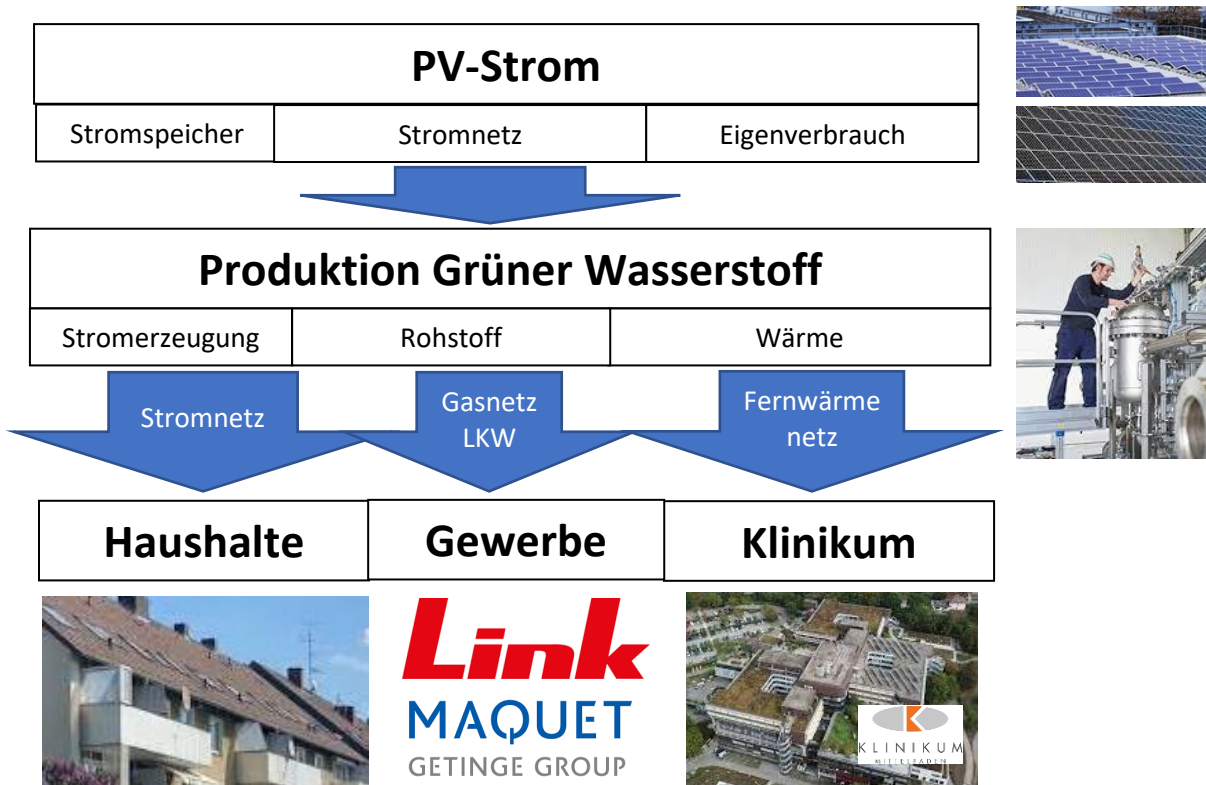 PV-Strom
Stromspeicher
Stromnetz
Eigenverbrauch
Produktion Grüner Wasserstoff
Stromerzeugung
Rohstoff
Wärme
Stromnetz
Gasnetz
LKW
Fernwärme
netz
Haushalte
Gewerbe
Klinikum
Link
MAQUET
GETINGE GROUP
KLINIKUM
MITTELBADEN